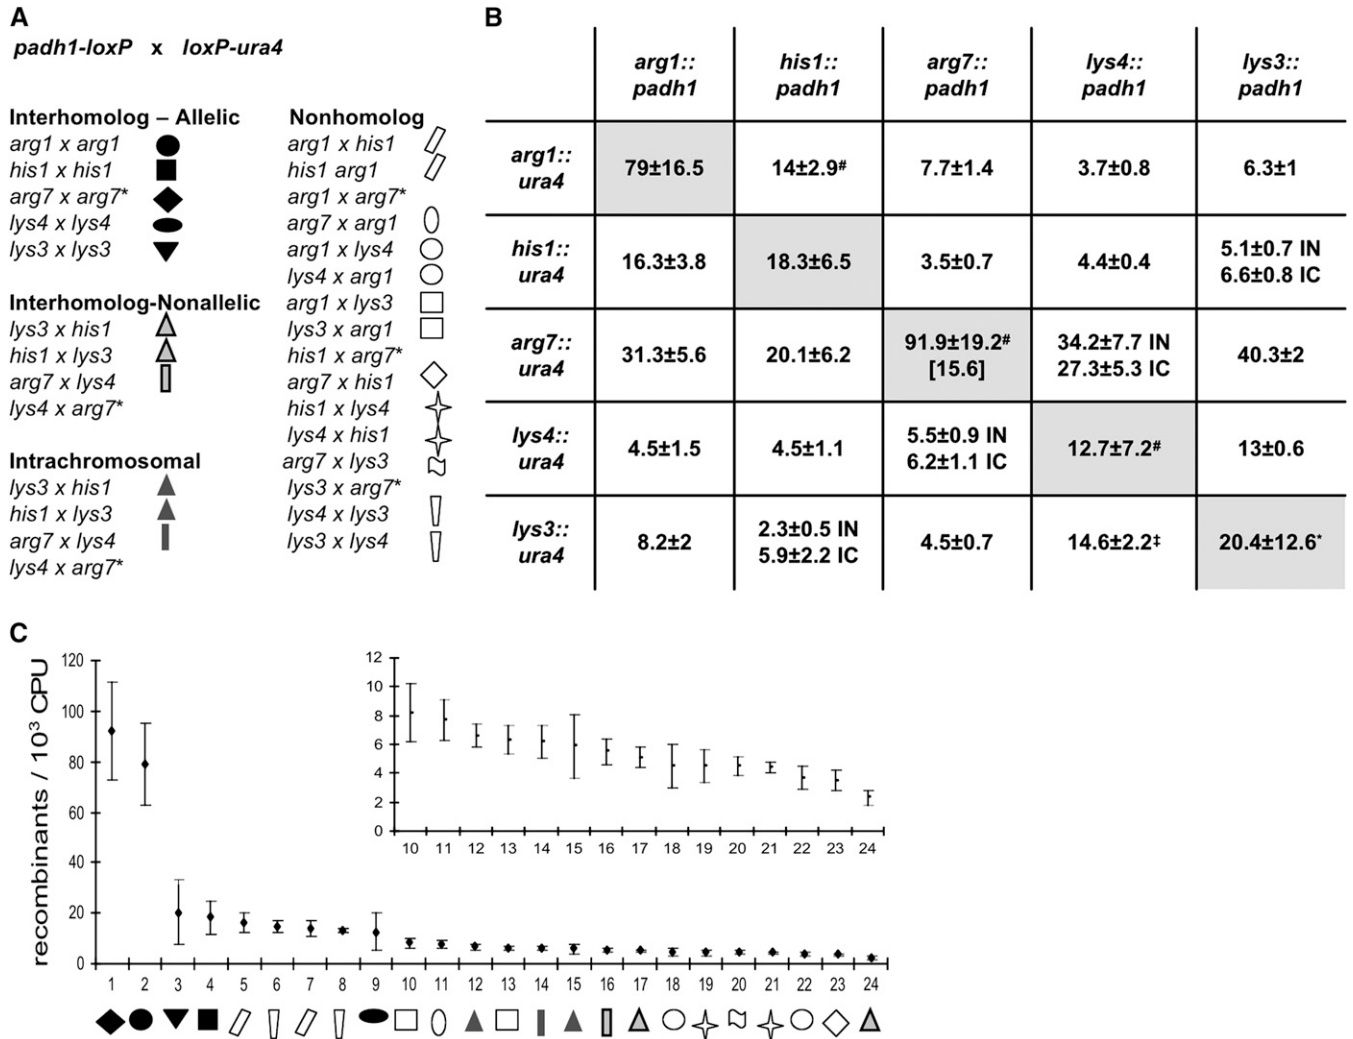 A
padh1-loxP x loxP-ura4
Interhomolog – Allelic
arg1 x arg1
his1 x his1
arg7 x arg7*
lys4 x lys4
lys3 x lys3
Interhomolog-Nonallelic
lys3 x his1
his1 x lys3
arg7 x lys4
lys4 x arg7*
Intrachromosomal
lys3 x his1
his1 x lys3
arg7 x lys4
lys4 x arg7*
Nonhomolog
arg1 x his1
his1 arg1
arg1 x arg7*
arg7 x arg1
arg1 x lys4
lys4 x arg1
arg1 x lys3
lys3 x arg1
his1 x arg7*
arg7 x his1
his1 x lys4
lys4 x his1
arg7 x lys3
lys3 x arg7*
lys4 x lys3
lys3 x lys4
B
arg1:: his1:: arg7:: lys4:: lys3::
padh1 padh1 padh1 padh1 padh1
arg1::
ura4
79±16.5 14±2.9# 7.7±1.4 3.7±0.8 6.3±1
his1::
ura4
16.3±3.8 18.3±6.5 3.5±0.7 4.4±0.4
5.1±0.7 IN
6.6±0.8 IC
arg7::
ura4
31.3±5.6 20.1±6.2
91.9±19.2#
[15.6]
34.2±7.7 IN
27.3±5.3 IC
40.3±2
lys4::
ura4
4.5±1.5 4.5±1.1
5.5±0.9 IN
6.2±1.1 IC
12.7±7.2# 13±0.6
lys3::
ura4
8.2±2
2.3±0.5 IN
5.9±2.2 IC
4.5±0.7 14.6±2.2‡ 20.4±12.6*
C
recombinants / 10³ CPU
120
100
80
60
40
20
0
1 2 3 4 5 6 7 8 9 10 11 12 13 14 15 16 17 18 19 20 21 22 23 24
12
10
8
6
4
2
0
10 11 12 13 14 15 16 17 18 19 20 21 22 23 24